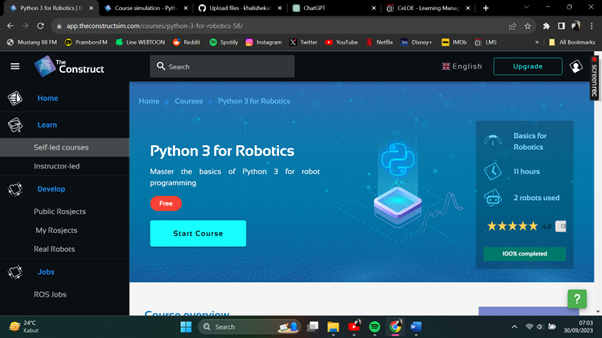 Python 3 for Robotics | R
Course simulation - Pyth
Upload files · khalisheku
ChatGPT
CeLOE - Learning Manage
app.theconstructsim.com/courses/python-3-for-robotics-58/
Mustang 88 FM
PramborsFM
Line WEBTOON
Reddit
Spotify
Instagram
Twitter
YouTube
Netflix
Disney+
IMDb
LMS
»
All Bookmarks
The Construct
Search
English
Upgrade
screenrec
Home
Learn
Self-led courses
Instructor-led
Develop
Public Rosjects
My Rosjects
Real Robots
Jobs
ROS Jobs
Home
Courses
Python 3 for Robotics
Python 3 for Robotics
Master the basics of Python 3 for robot
programming
Free
Start Course
Basics for
Robotics
11 hours
2 robots used
100% completed
Course overview
?
24°C
Kabut
Search
07:03
30/09/2023